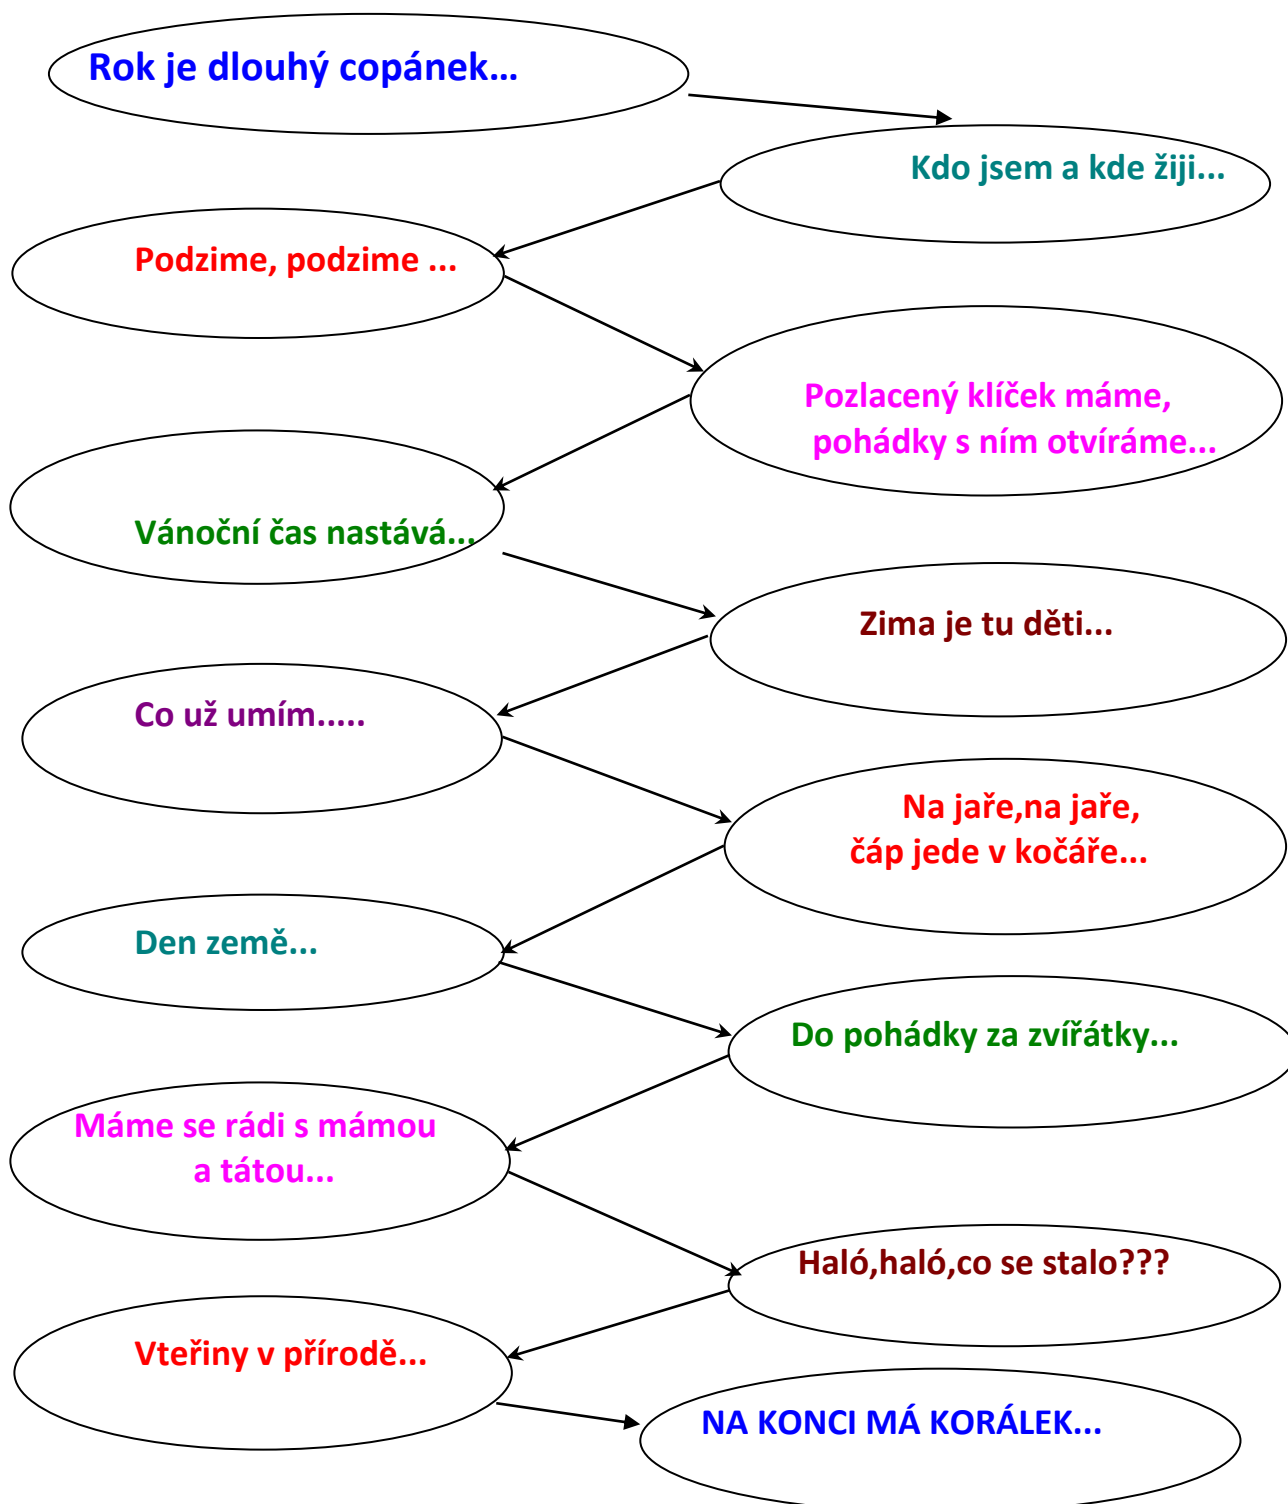 Rok je dlouhý copánek...
Kdo jsem a kde žiji...
Podzime, podzime ...
Pozlacený klíček máme,
pohádky s ním otvíráme...
Vánoční čas nastává...
Zima je tu děti...
Co už umím.....
Na jaře,na jaře,
čáp jede v kočáře...
Den země...
Do pohádky za zvířátky...
Máme se rádi s mámou
a tátou...
Haló,haló,co se stalo???
Vteřiny v přírodě...
NA KONCI MÁ KORÁLEK...